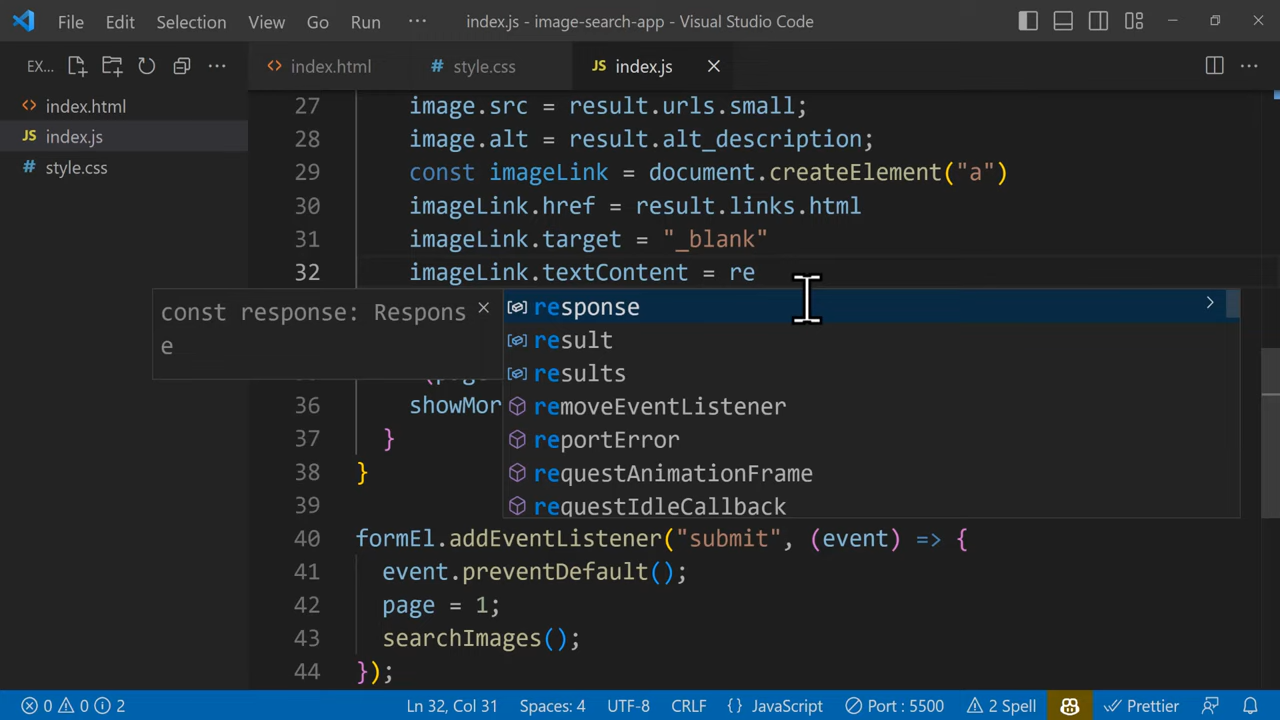 File Edit Selection View Go Run ··· index.js - image-search-app - Visual Studio Code
EX...
index.html
index.js
style.css
index.html style.css JS index.js
27 image.src = result.urls.small;
28 image.alt = result.alt_description;
29 const imageLink = document.createElement("a")
30 imageLink.href = result.links.html
31 imageLink.target = "_blank"
32 imageLink.textContent = re
const response: Respons
e
response
result
results
removeEventListener
reportError
requestAnimationFrame
requestIdleCallback
36 showMor
37 }
38 }
39
40 formEl.addEventListener("submit", (event) => {
41 event.preventDefault();
42 page = 1;
43 searchImages();
44 });
0 0 2 Ln 32, Col 31 Spaces: 4 UTF-8 CRLF { } JavaScript Port : 5500 2 Spell Prettier